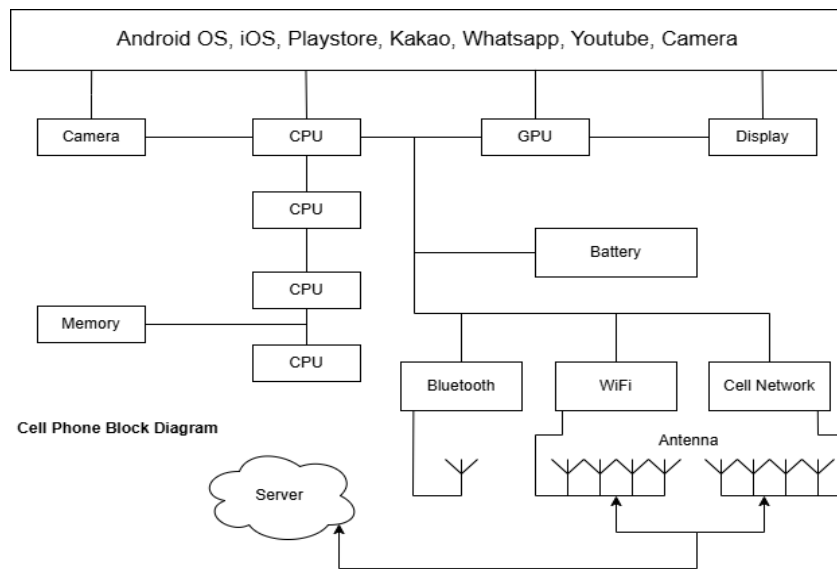 Android OS, iOS, Playstore, Kakao, Whatsapp, Youtube, Camera
Camera
CPU
GPU
Display
CPU
Battery
CPU
Memory
CPU
Bluetooth
WiFi
Cell Network
Cell Phone Block Diagram
Antenna
Server